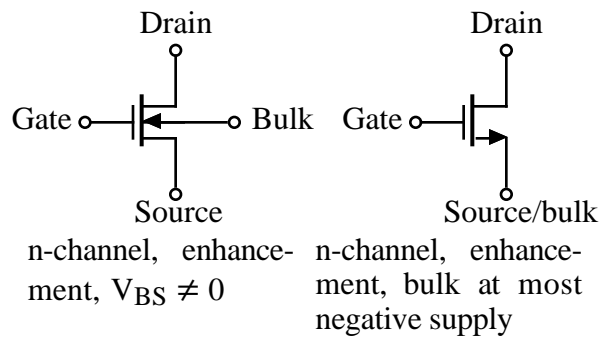 Drain
Gate
Bulk
Source
n-channel, enhance-
ment, VBS ≠ 0
Drain
Gate
Source/bulk
n-channel, enhance-
ment, bulk at most
negative supply